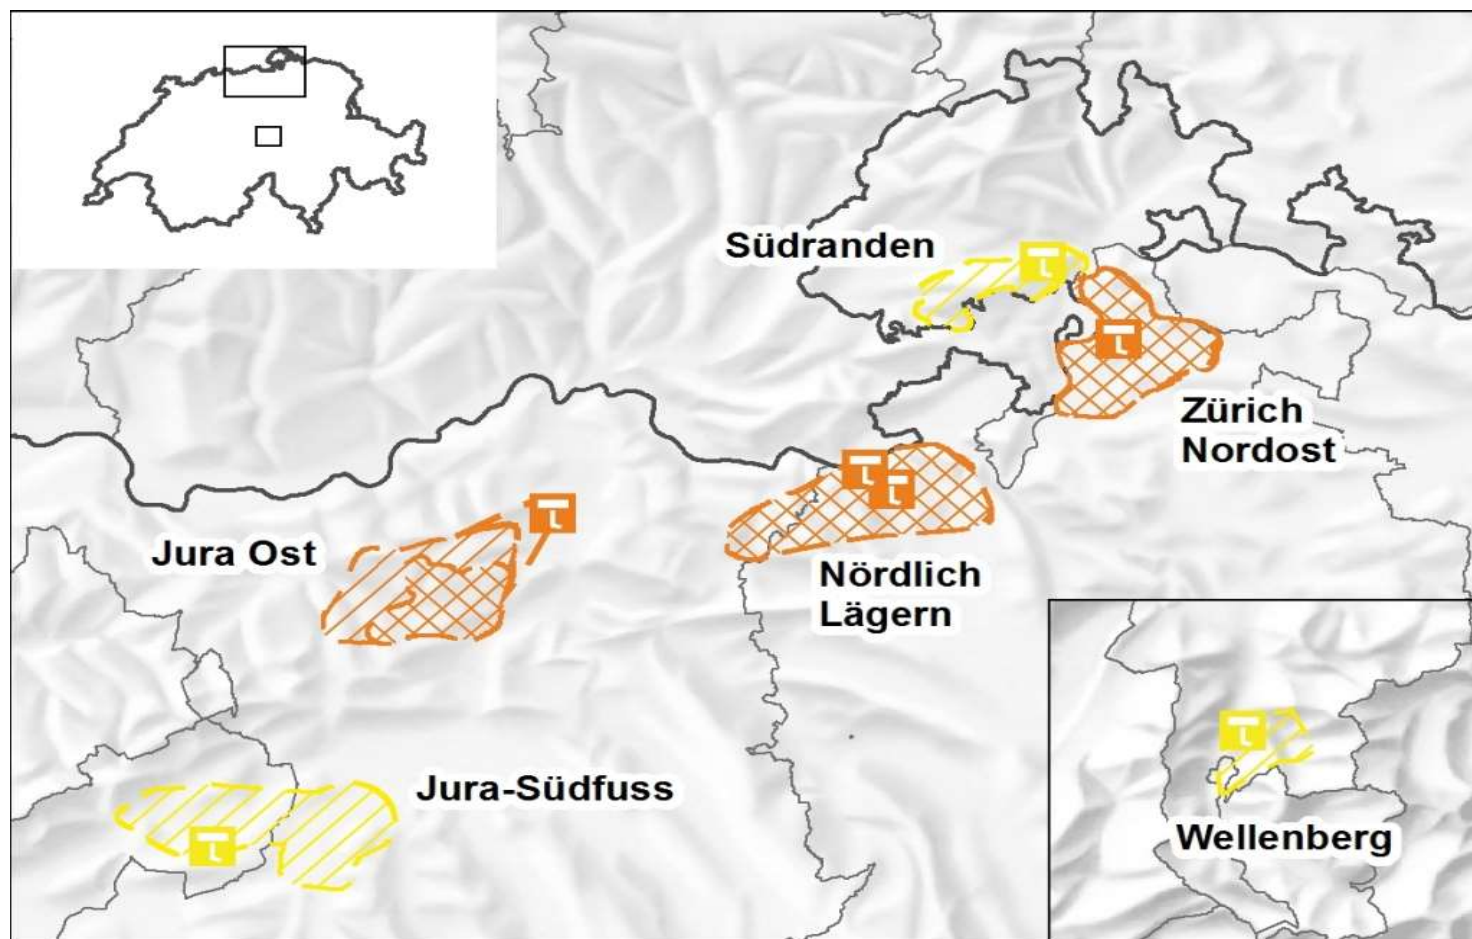 Südranden
Zürich
Nordost
Jura Ost
Nördlich
Lägern
Jura-Südfuss
Wellenberg